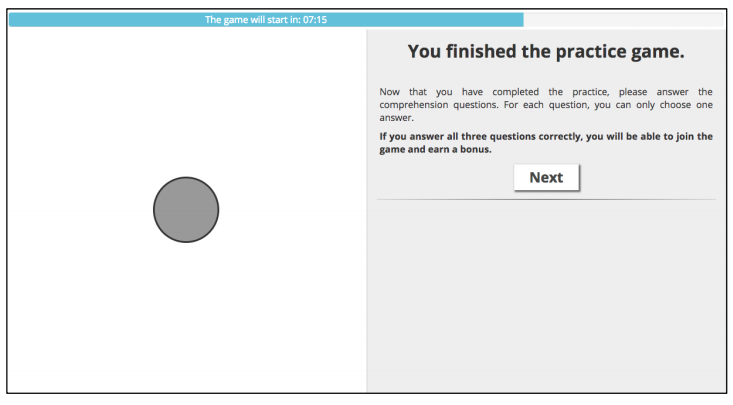 The game will start in: 07:15
You finished the practice game.
Now that you have completed the practice, please answer the
comprehension questions. For each question, you can only choose one
answer.
If you answer all three questions correctly, you will be able to join the
game and earn a bonus.
Next